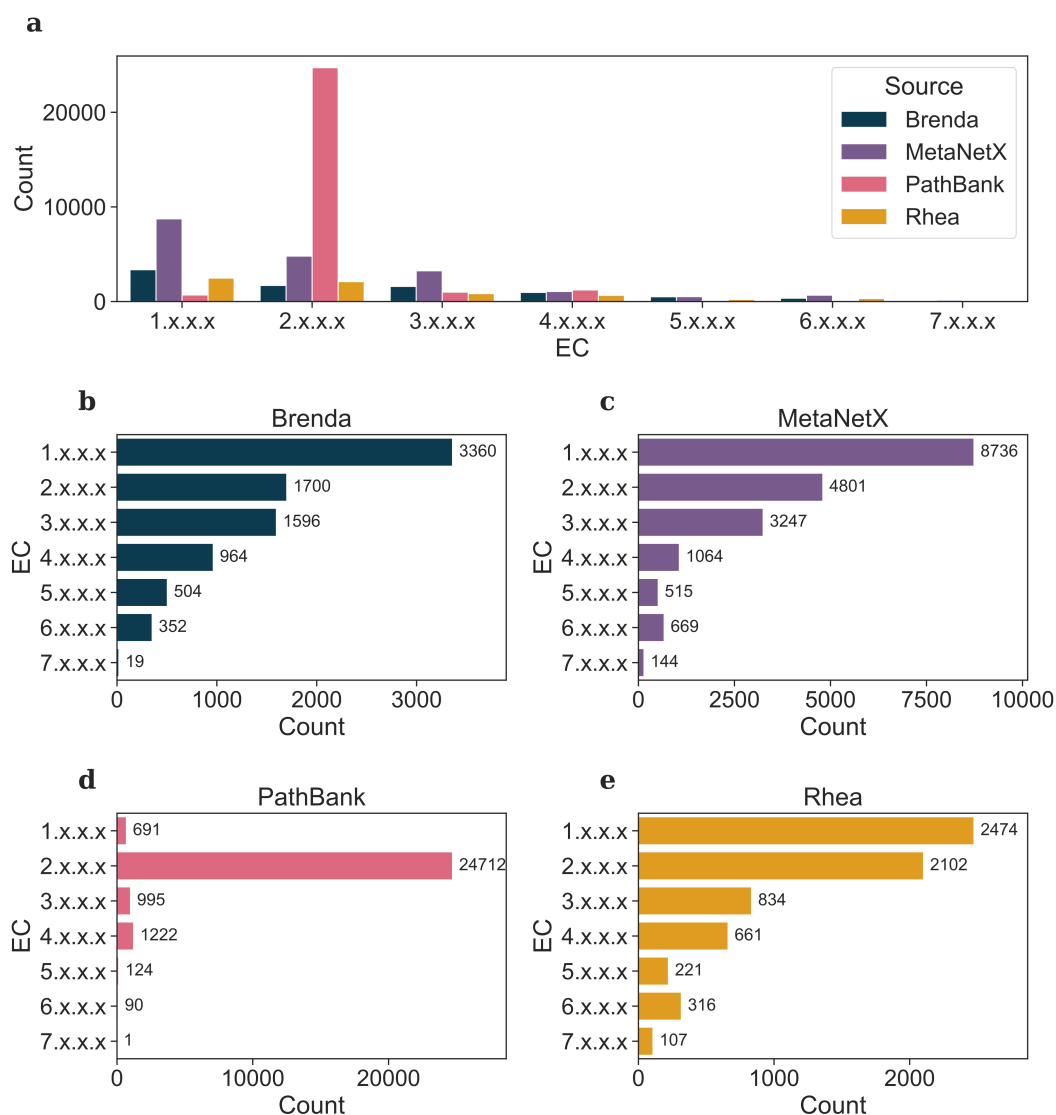 a
Count
20000
10000
0
Source
Brenda
MetaNetX
PathBank
Rhea
1.x.x.x 2.x.x.x 3.x.x.x 4.x.x.x 5.x.x.x 6.x.x.x 7.x.x.x
EC
b
Brenda
EC
1.x.x.x 3360
2.x.x.x 1700
3.x.x.x 1596
4.x.x.x 964
5.x.x.x 504
6.x.x.x 352
7.x.x.x 19
0 1000 2000 3000
Count
c
MetaNetX
EC
1.x.x.x 8736
2.x.x.x 4801
3.x.x.x 3247
4.x.x.x 1064
5.x.x.x 515
6.x.x.x 669
7.x.x.x 144
0 2500 5000 7500 10000
Count
d
PathBank
EC
1.x.x.x 691
2.x.x.x 24712
3.x.x.x 995
4.x.x.x 1222
5.x.x.x 124
6.x.x.x 90
7.x.x.x 1
0 10000 20000
Count
e
Rhea
EC
1.x.x.x 2474
2.x.x.x 2102
3.x.x.x 834
4.x.x.x 661
5.x.x.x 221
6.x.x.x 316
7.x.x.x 107
0 1000 2000
Count